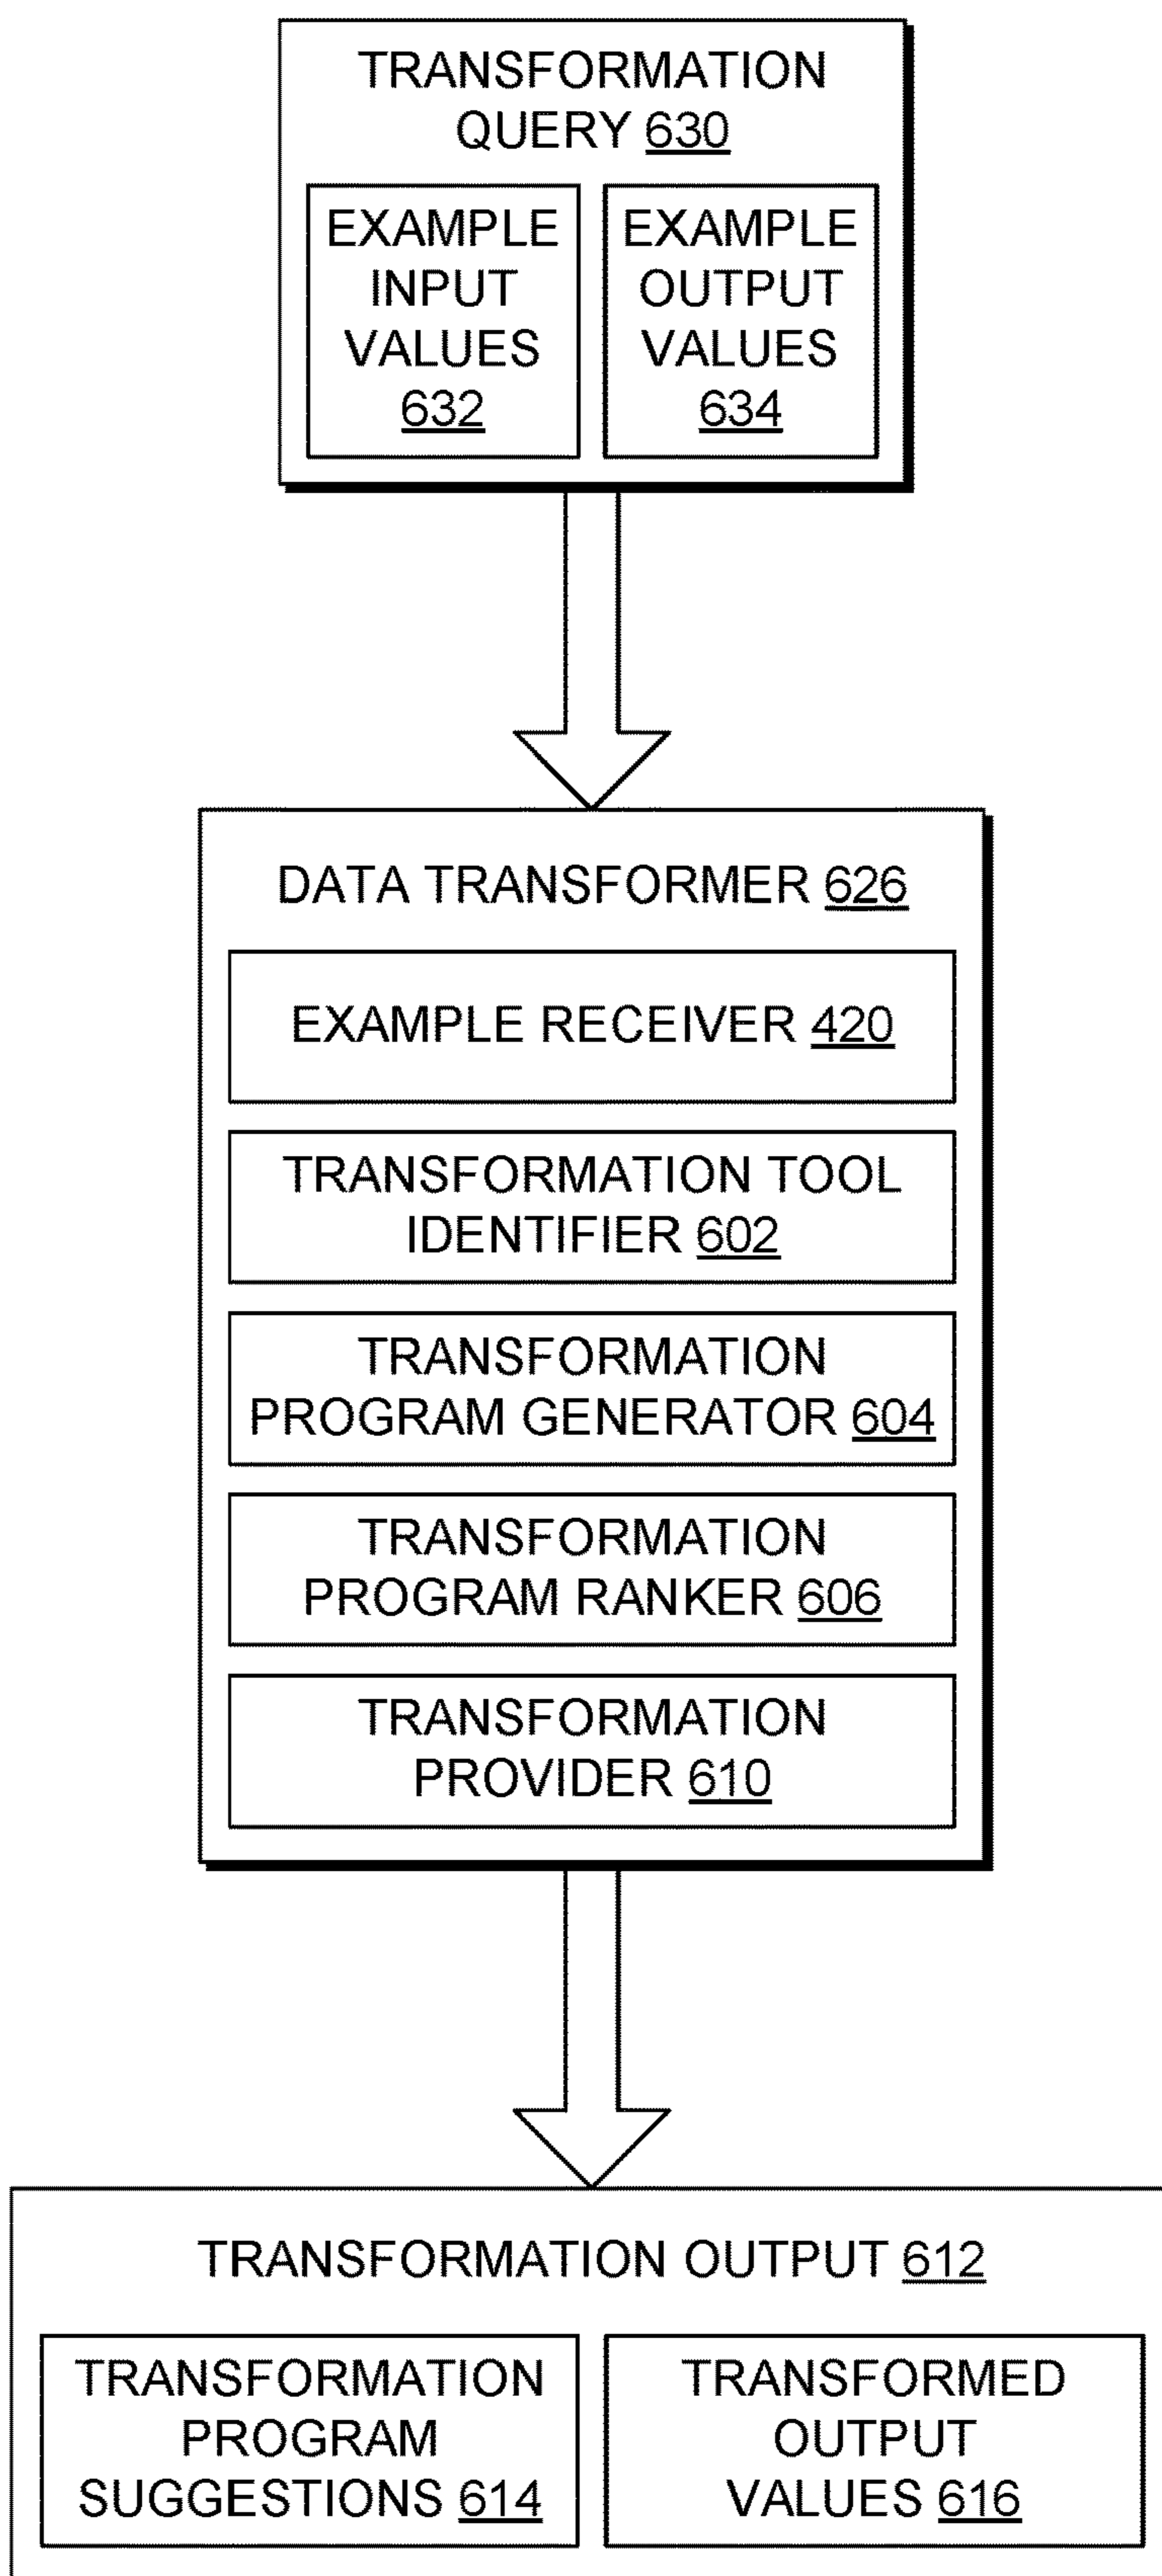 TRANSFORMATION
QUERY 630
EXAMPLE
INPUT
VALUES
632
EXAMPLE
OUTPUT
VALUES
634
DATA TRANSFORMER 626
EXAMPLE RECEIVER 420
TRANSFORMATION TOOL
IDENTIFIER 602
TRANSFORMATION
PROGRAM GENERATOR 604
TRANSFORMATION
PROGRAM RANKER 606
TRANSFORMATION
PROVIDER 610
TRANSFORMATION OUTPUT 612
TRANSFORMATION
PROGRAM
SUGGESTIONS 614
TRANSFORMED
OUTPUT
VALUES 616